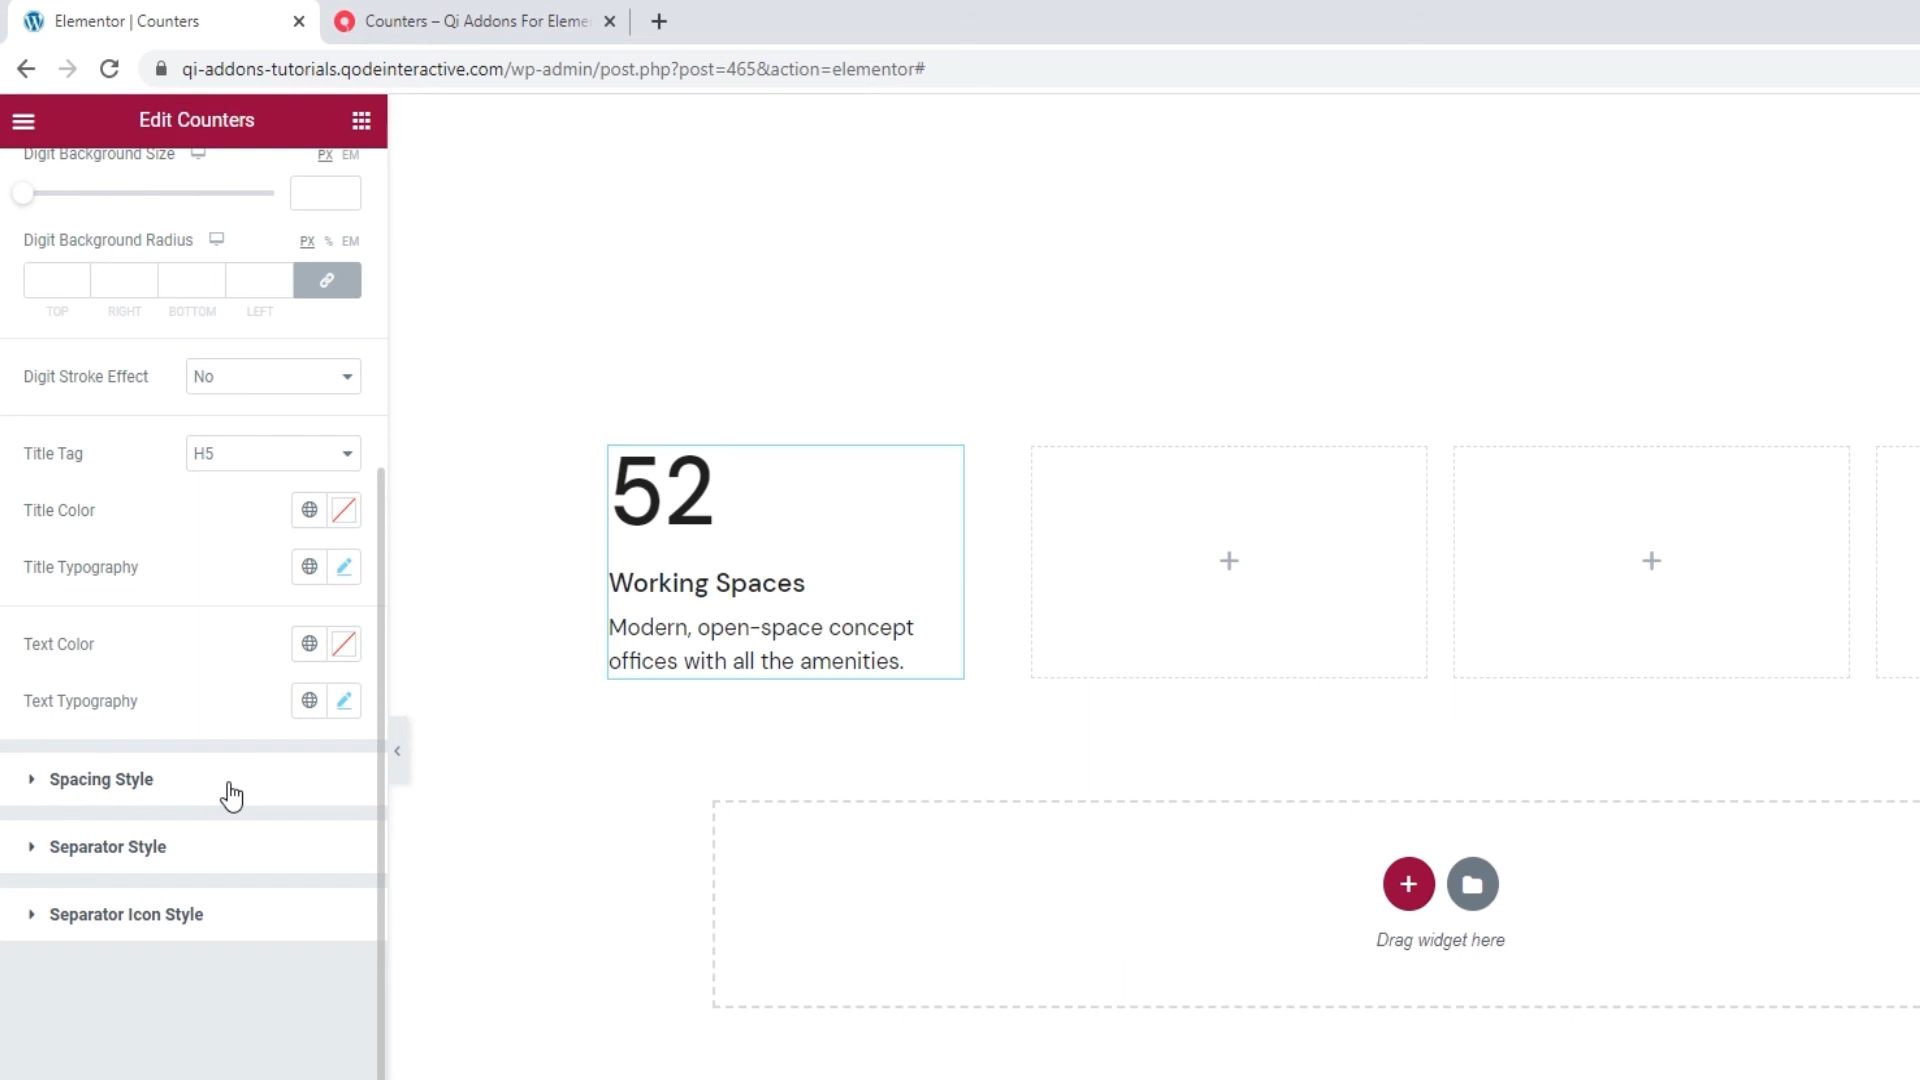 Elementor | Counters
Counters – Qi Addons For Eleme
qi-addons-tutorials.qodeinteractive.com/wp-admin/post.php?post=465&action=elementor#
Edit Counters
Digit Background Size PX EM
Digit Background Radius PX % EM
TOP RIGHT BOTTOM LEFT
Digit Stroke Effect No
Title Tag H5
Title Color
Title Typography
Text Color
Text Typography
Spacing Style
Separator Style
Separator Icon Style
52
Working Spaces
Modern, open-space concept
offices with all the amenities.
Drag widget here